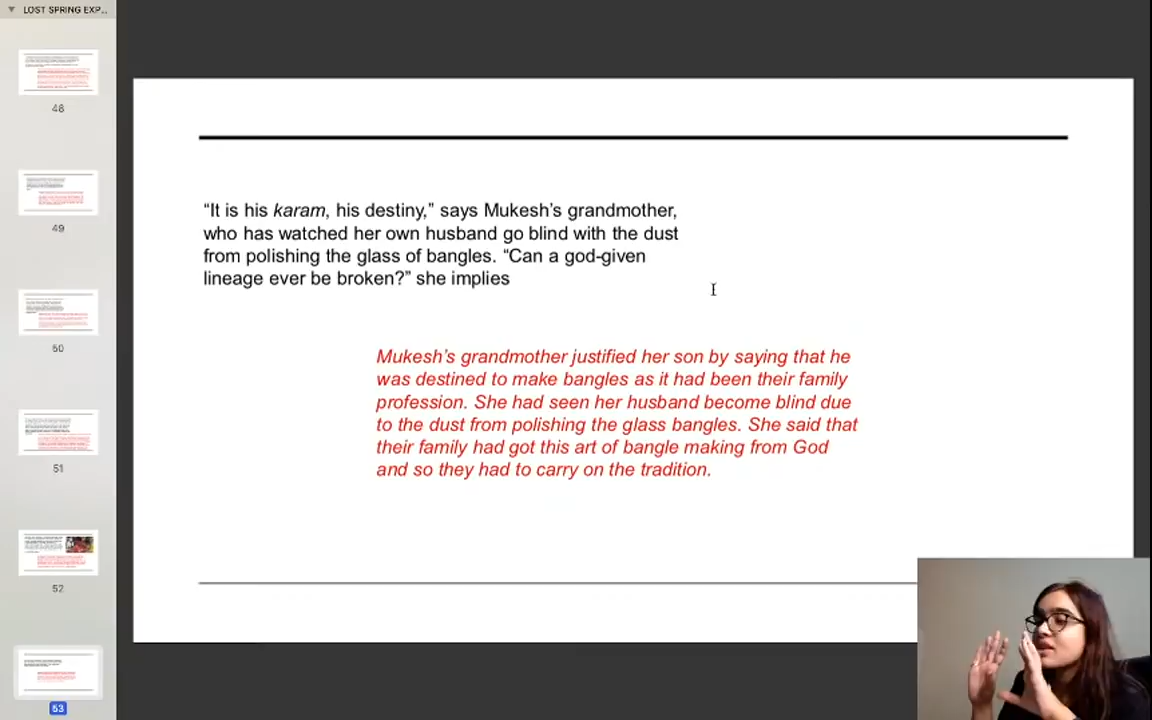 LOST SPRING EXP...
48
49
50
51
52
53
“It is his karam, his destiny,” says Mukesh’s grandmother,
who has watched her own husband go blind with the dust
from polishing the glass of bangles. “Can a god-given
lineage ever be broken?” she implies
Mukesh’s grandmother justified her son by saying that he
was destined to make bangles as it had been their family
profession. She had seen her husband become blind due
to the dust from polishing the glass bangles. She said that
their family had got this art of bangle making from God
and so they had to carry on the tradition.